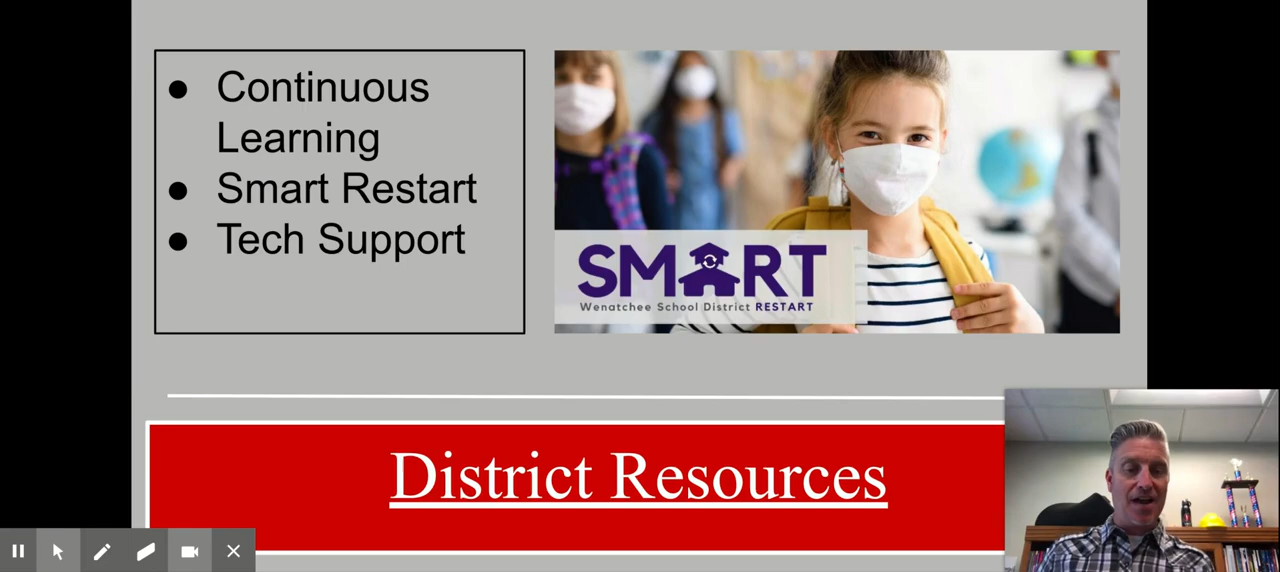 ● Continuous
Learning
● Smart Restart
● Tech Support
SMART
Wenatchee School District RESTART
District Resources